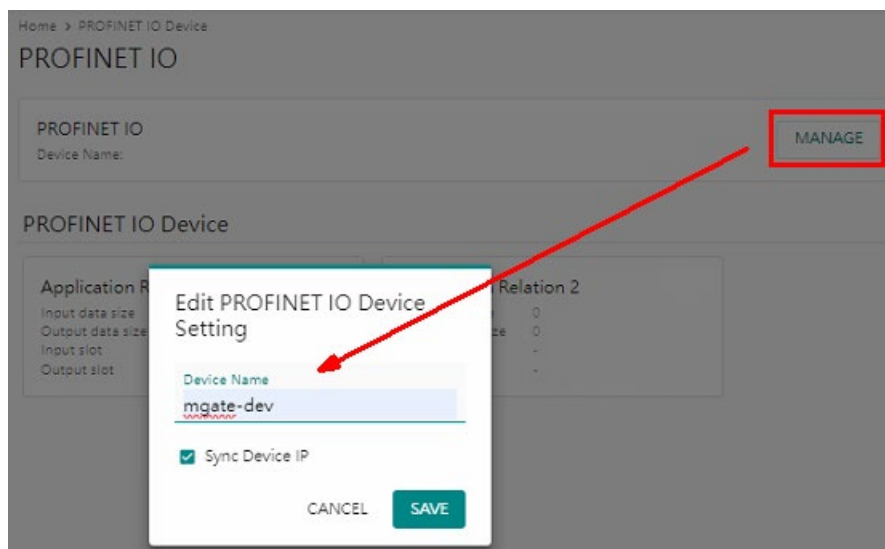 Home > PROFINET IO Device
PROFINET IO
PROFINET IO
Device Name:
MANAGE
PROFINET IO Device
Application R
Input data size
Output data size
Input slot
Output slot
Relation 2
0
ze 0
-
-
Edit PROFINET IO Device
Setting
Device Name
mgate-dev
Sync Device IP
CANCEL SAVE